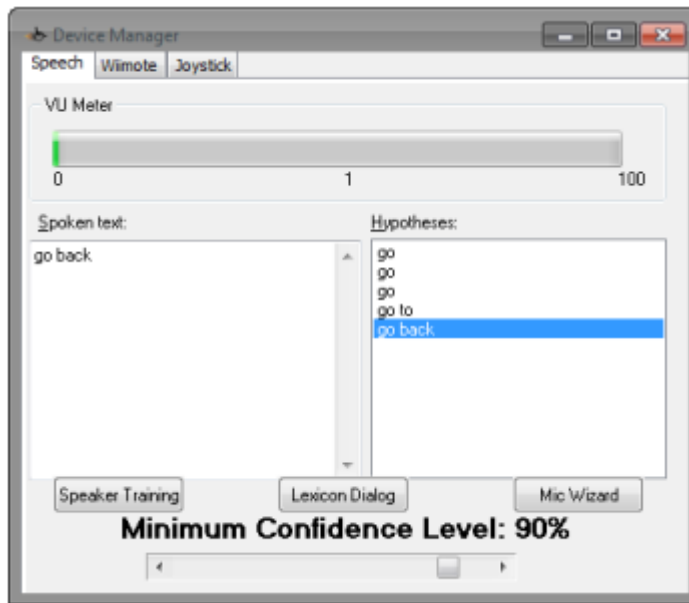 Device Manager
Speech Wiimote Joystick
VU Meter
0 1 100
Spoken text: Hypotheses:
go back
go
go
go
go to
go back
Speaker Training Lexicon Dialog Mic Wizard
Minimum Confidence Level: 90%